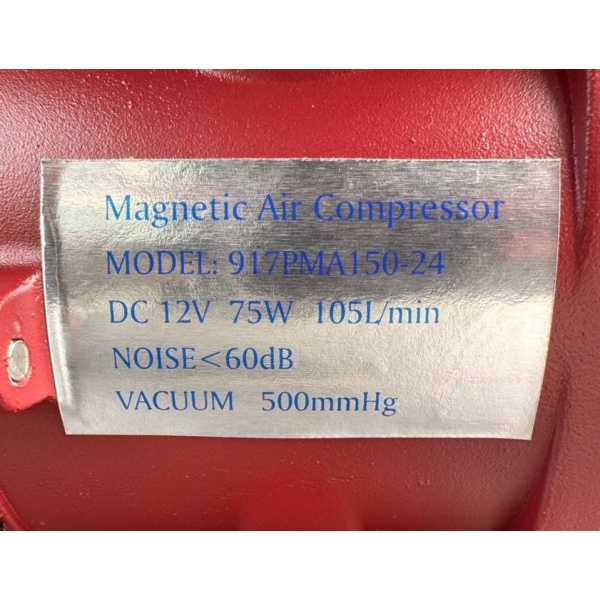 Magnetic Air Compressor
MODEL: 917PMA150-24
DC 12V 75W 105L/min
NOISE<60dB
VACUUM 500mmHg